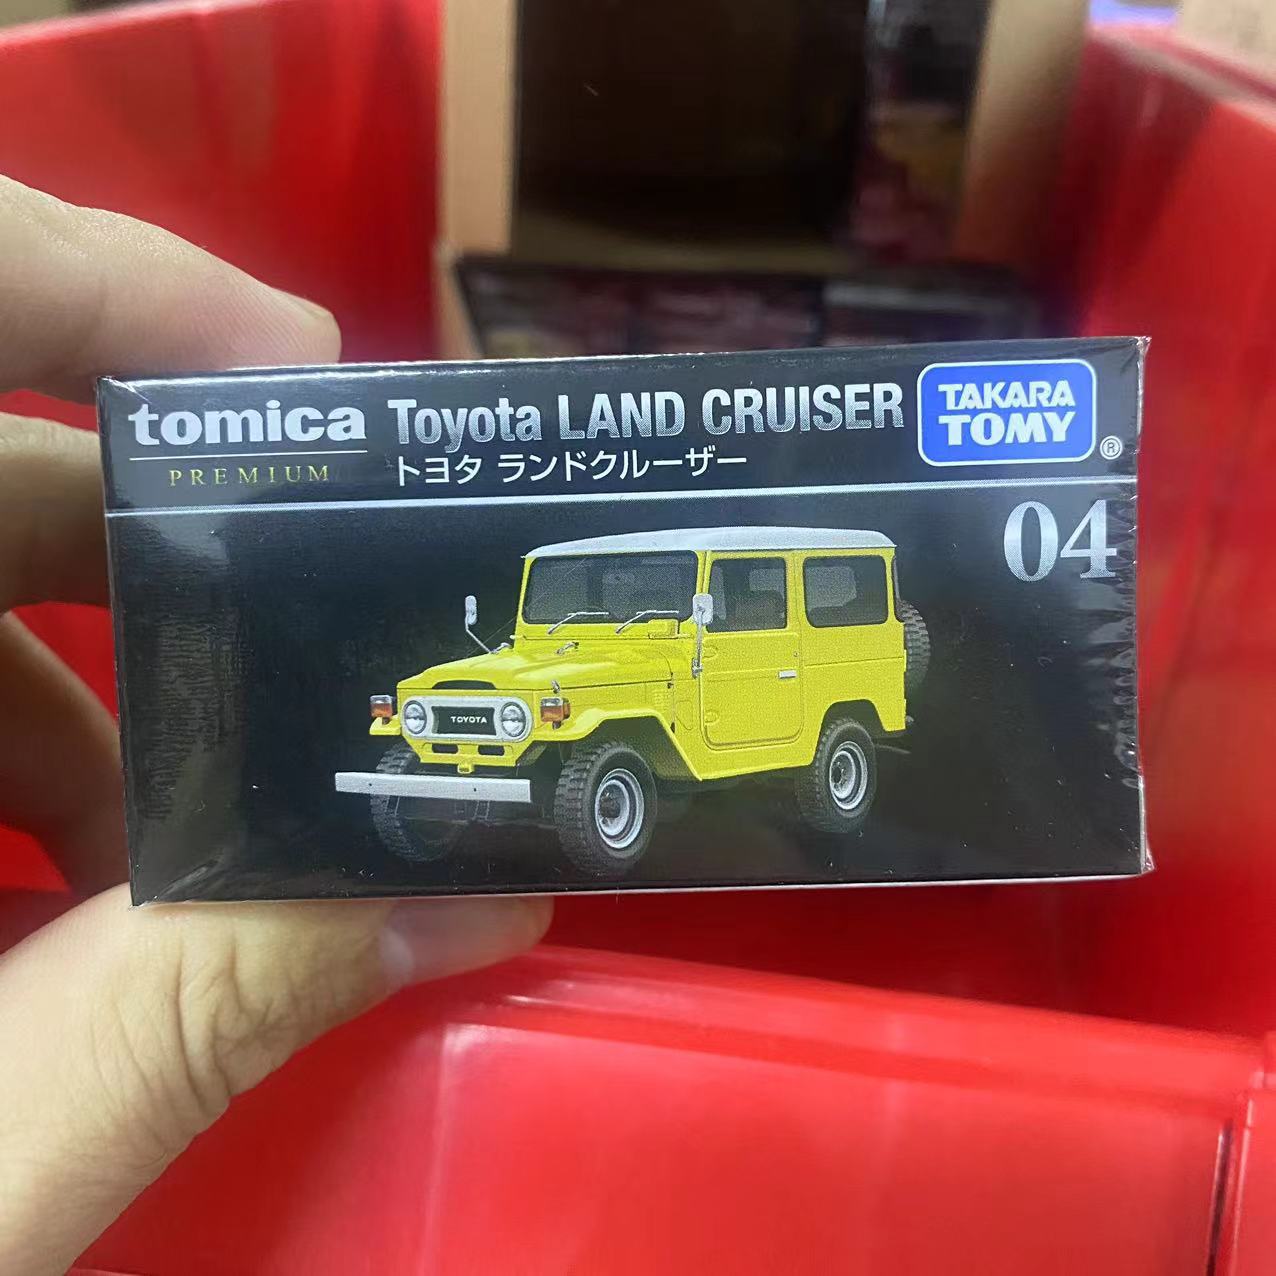 tomica
PREMIUM
Toyota LAND CRUISER
トヨタ ランドクルーザー
TAKARA
TOMY
®
04
TOYOTA